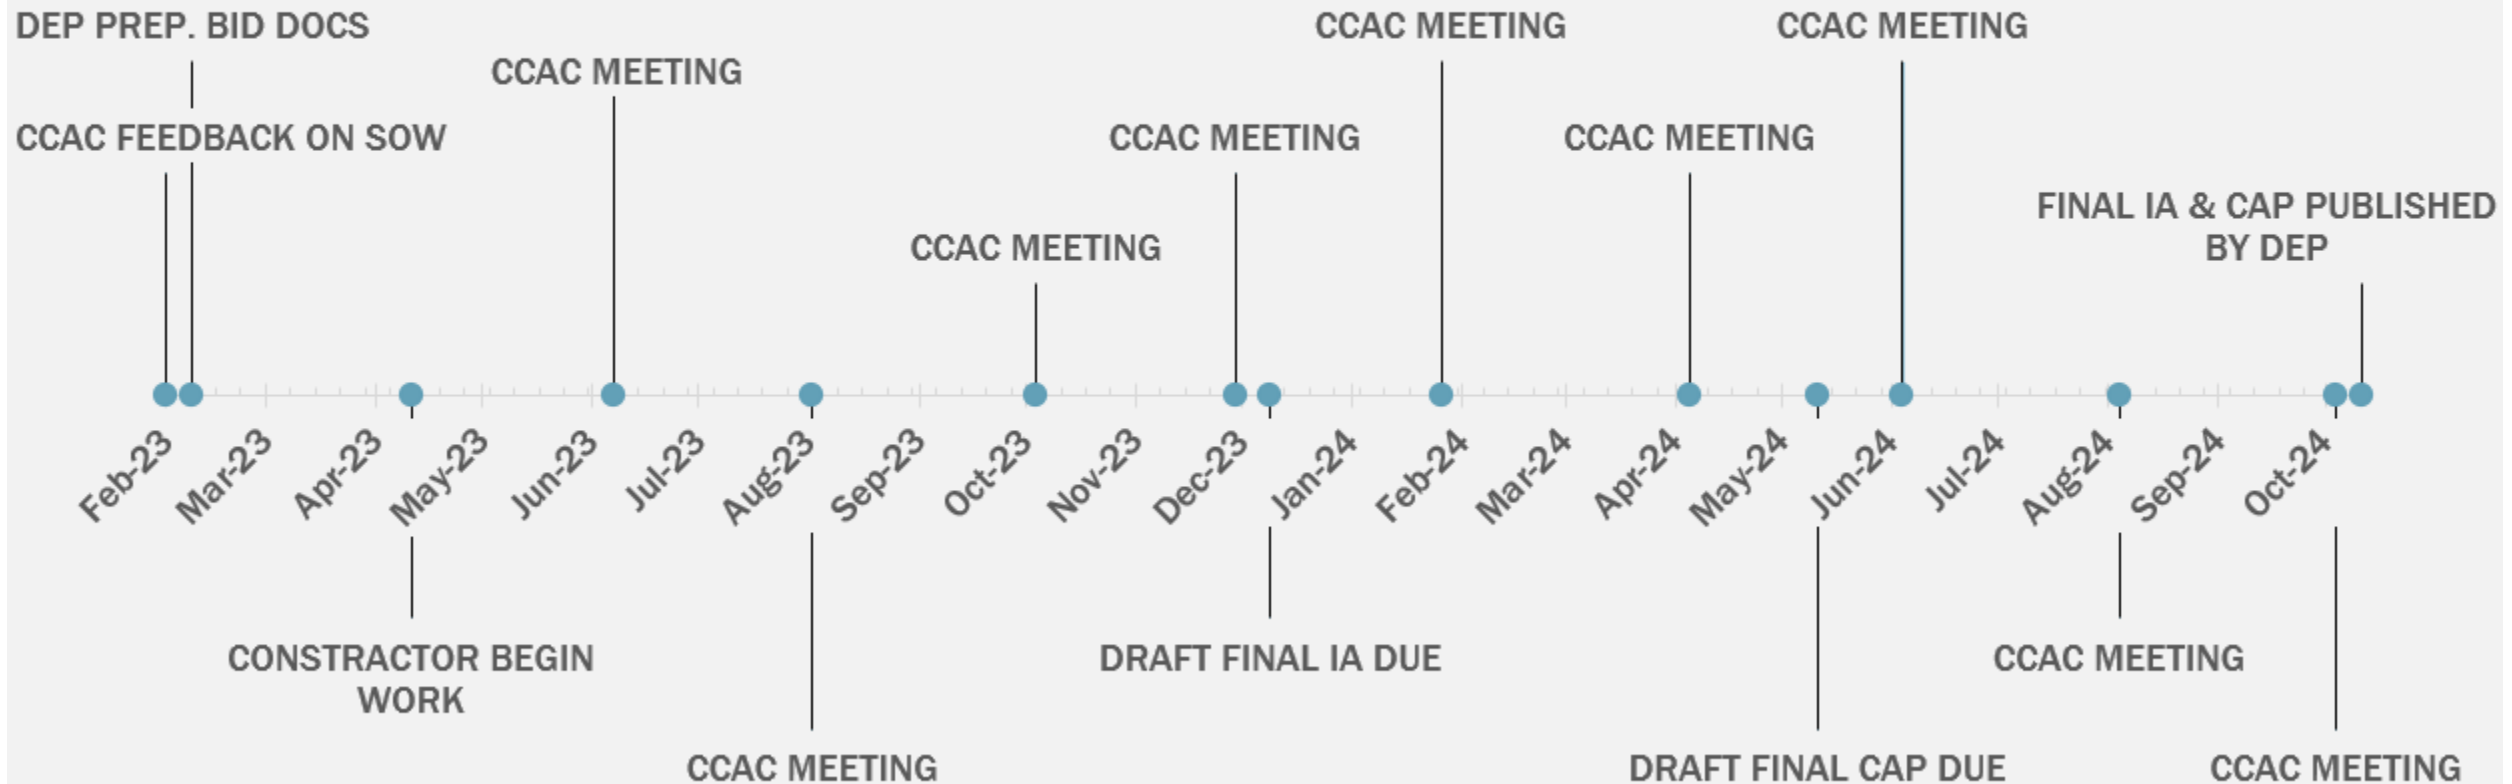 DEP PREP. BID DOCS
CCAC MEETING
CCAC MEETING
CCAC MEETING
CCAC FEEDBACK ON SOW
CCAC MEETING
CCAC MEETING
CCAC MEETING
FINAL IA & CAP PUBLISHED
BY DEP
Feb-23
Mar-23
Apr-23
May-23
Jun-23
Jul-23
Aug-23
Sep-23
Oct-23
Nov-23
Dec-23
Jan-24
Feb-24
Mar-24
Apr-24
May-24
Jun-24
Jul-24
Aug-24
Sep-24
Oct-24
CONSTRACTOR BEGIN
WORK
DRAFT FINAL IA DUE
CCAC MEETING
CCAC MEETING
DRAFT FINAL CAP DUE
CCAC MEETING